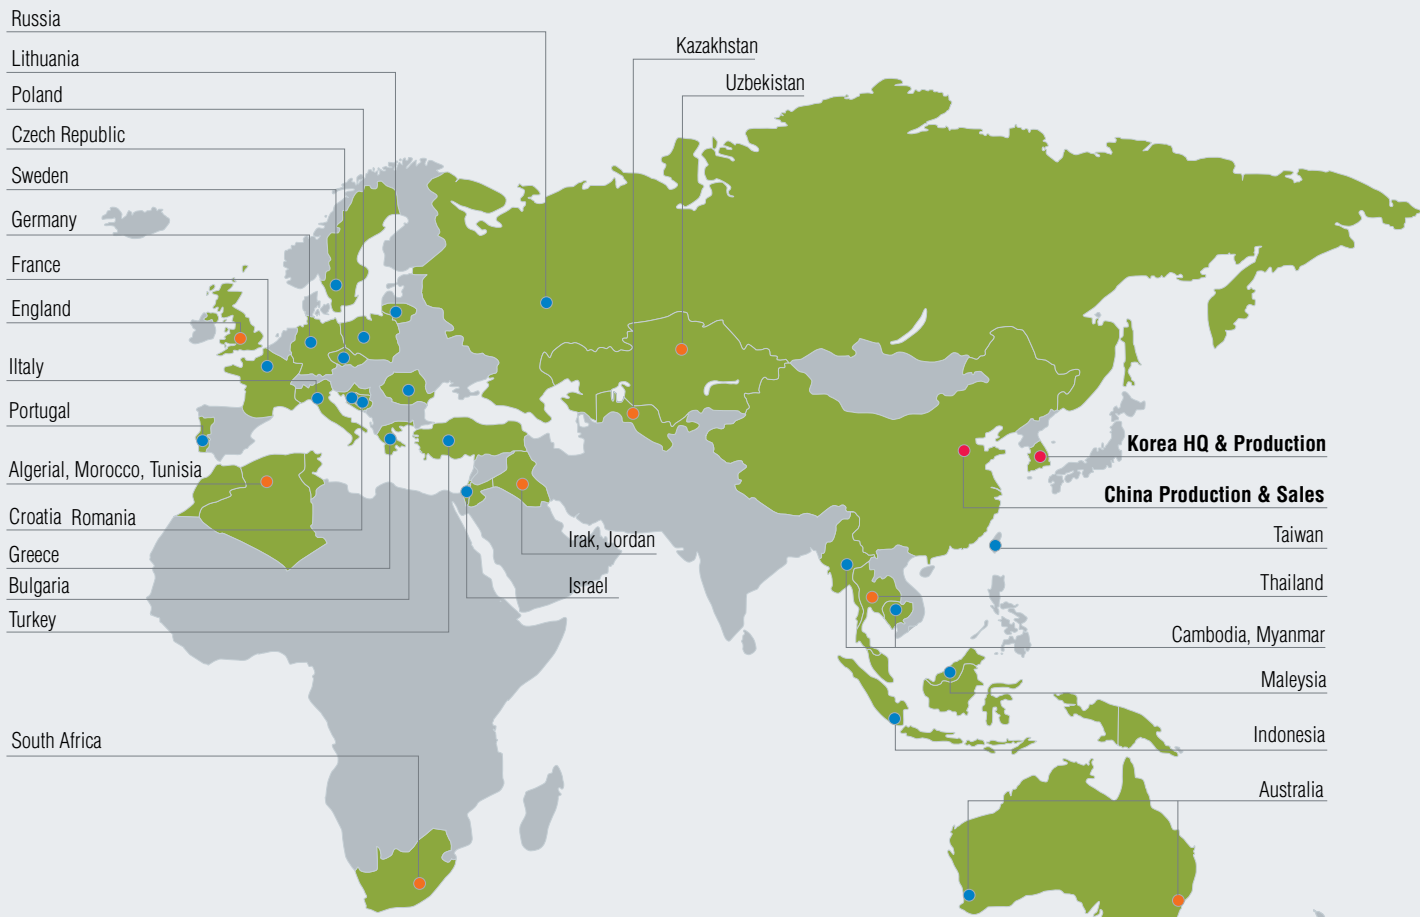 Russia
Lithuania
Poland
Czech Republic
Sweden
Germany
France
England
IItaly
Portugal
Algerial, Morocco, Tunisia
Croatia Romania
Greece
Bulgaria
Turkey
South Africa
Kazakhstan
Uzbekistan
Irak, Jordan
Israel
Korea HQ & Production
China Production & Sales
Taiwan
Thailand
Cambodia, Myanmar
Maleysia
Indonesia
Australia